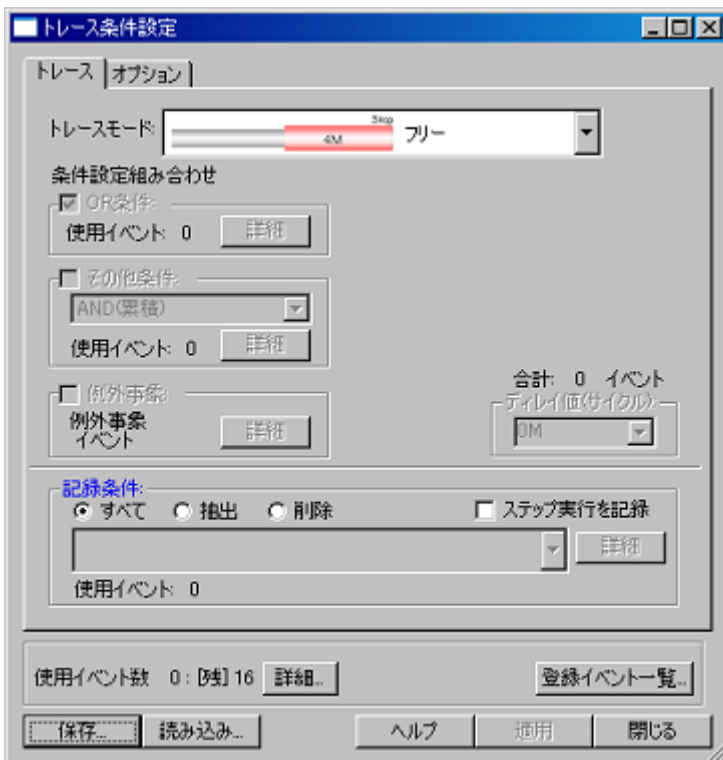 トレース条件設定
トレース オプション
トレースモード: 4M Stop フリー
条件設定組み合わせ
OR条件:
使用イベント: 0 詳細
その他条件:
AND(累積)
使用イベント: 0 詳細
例外事象:
例外事象
イベント
詳細
合計: 0 イベント
ディレイ値(サイクル):
0M
記録条件:
すべて 抽出 削除 ステップ実行を記録
詳細
使用イベント: 0
使用イベント数 0 : [残] 16 詳細... 登録イベント一覧...
保存... 読み込み... ヘルプ 適用 閉じる